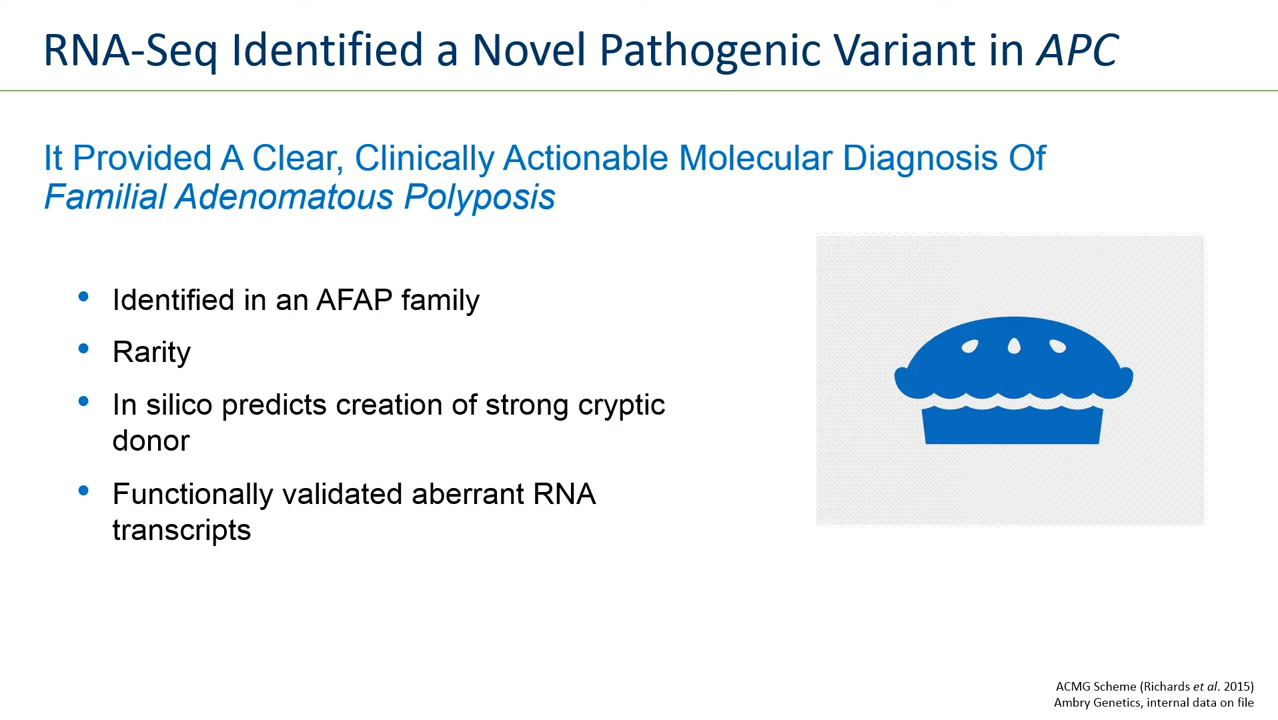 RNA-Seq Identified a Novel Pathogenic Variant in APC
It Provided A Clear, Clinically Actionable Molecular Diagnosis Of
Familial Adenomatous Polyposis
• Identified in an AFAP family
• Rarity
• In silico predicts creation of strong cryptic
donor
• Functionally validated aberrant RNA
transcripts
ACMG Scheme (Richards et al. 2015)
Ambry Genetics, internal data on file